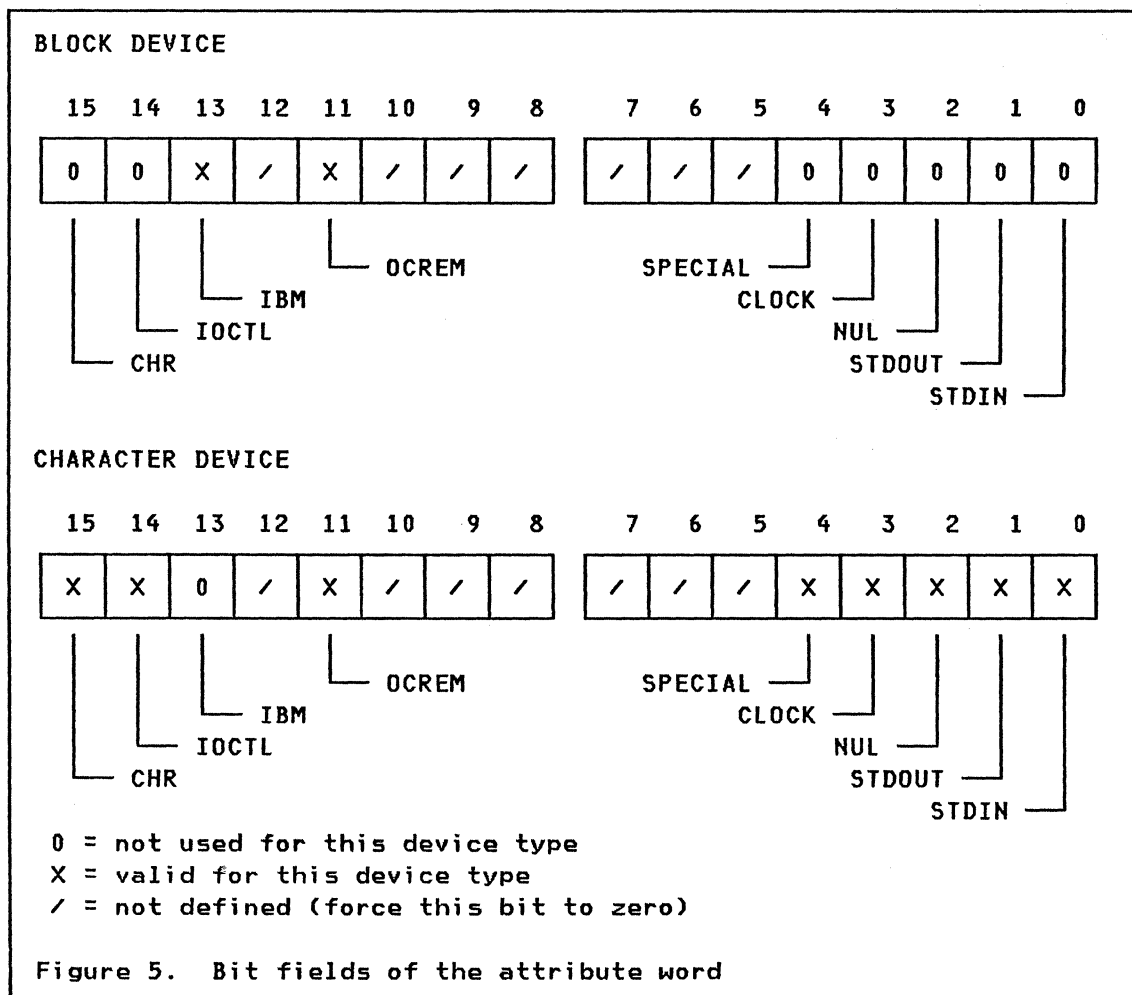 BLOCK DEVICE
15 14 13 12 11 10 9 8 7 6 5 4 3 2 1 0
0 0 X / X / / / / / / 0 0 0 0 0
OCREM SPECIAL
IBM CLOCK
IOCTL NUL
CHR STDOUT
STDIN
CHARACTER DEVICE
15 14 13 12 11 10 9 8 7 6 5 4 3 2 1 0
X X 0 / X / / / / / / X X X X X
OCREM SPECIAL
IBM CLOCK
IOCTL NUL
CHR STDOUT
STDIN
0 = not used for this device type
X = valid for this device type
/ = not defined (force this bit to zero)
Figure 5. Bit fields of the attribute word